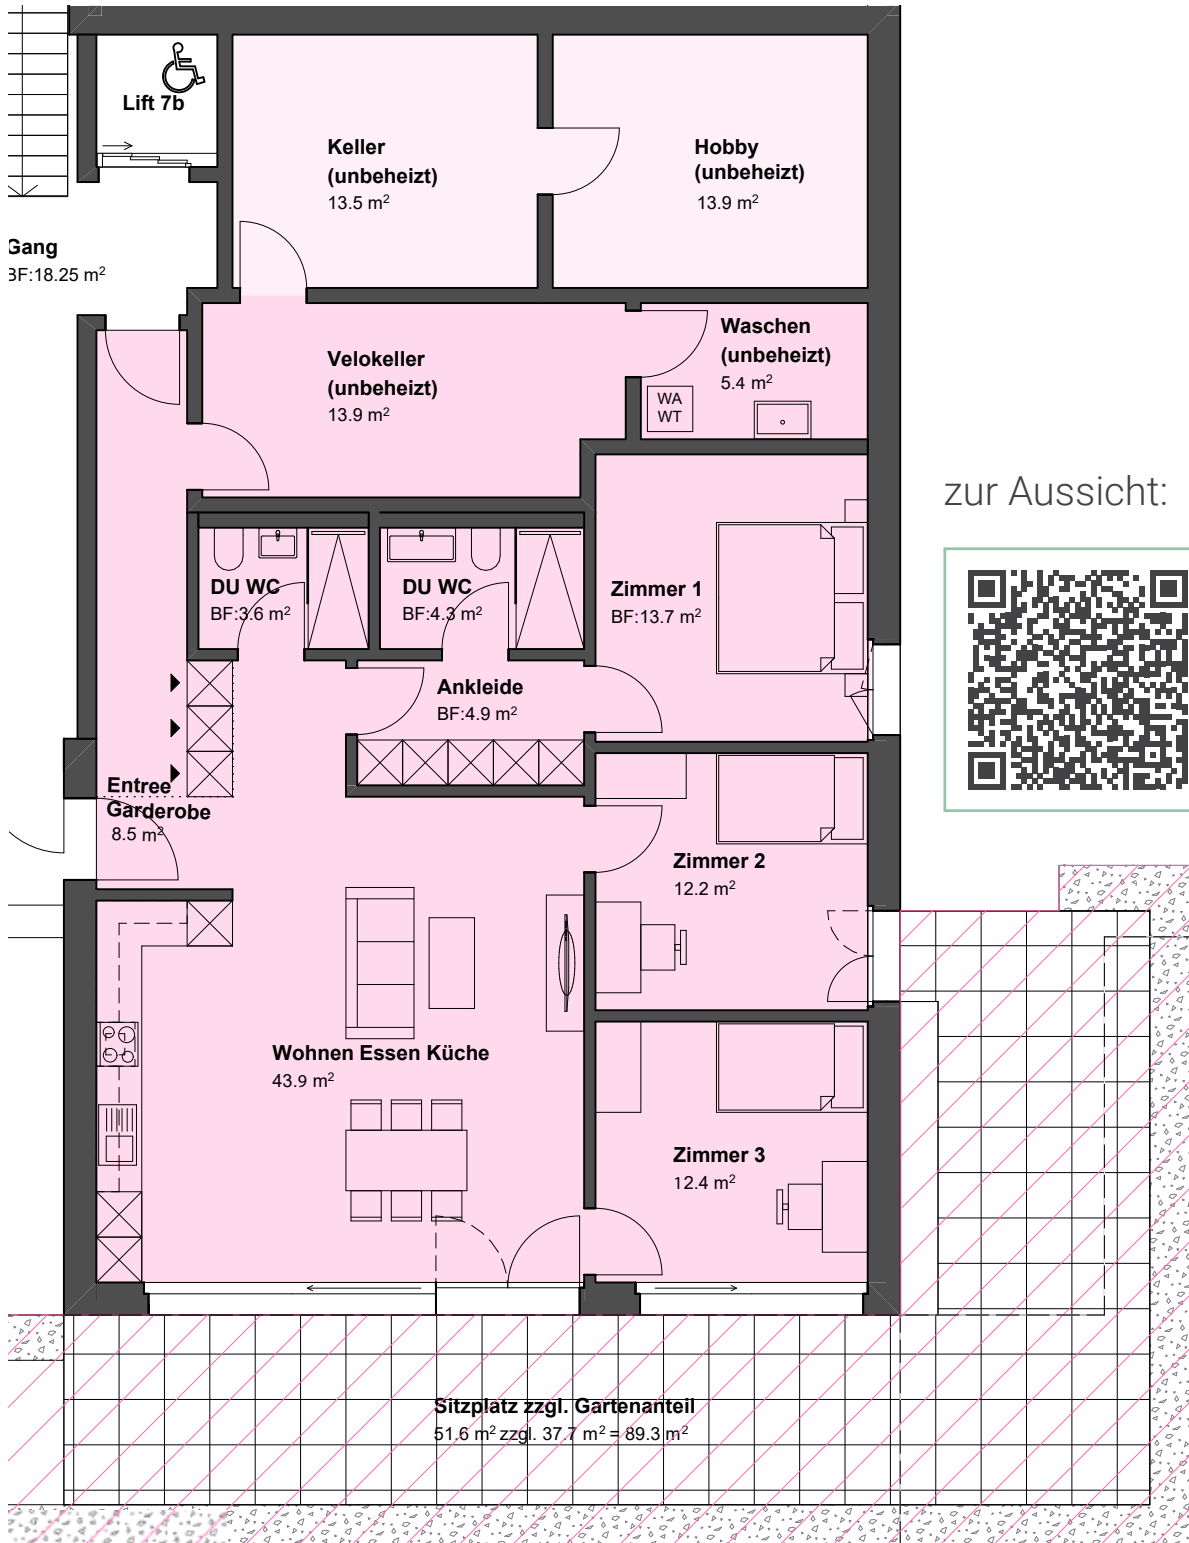 Lift 7b
Keller
(unbeheizt)
13.5 m²
Hobby
(unbeheizt)
13.9 m²
Gang
BF:18.25 m²
Velokeller
(unbeheizt)
13.9 m²
Waschen
(unbeheizt)
5.4 m²
WA
WT
zur Aussicht:
DU WC
BF:3.6 m²
DU WC
BF:4.3 m²
Zimmer 1
BF:13.7 m²
Ankleide
BF:4.9 m²
Entree
Garderobe
8.5 m²
Zimmer 2
12.2 m²
Wohnen Essen Küche
43.9 m²
Zimmer 3
12.4 m²
Sitzplatz zzgl. Gartenanteil
51.6 m² zzgl. 37.7 m² = 89.3 m²